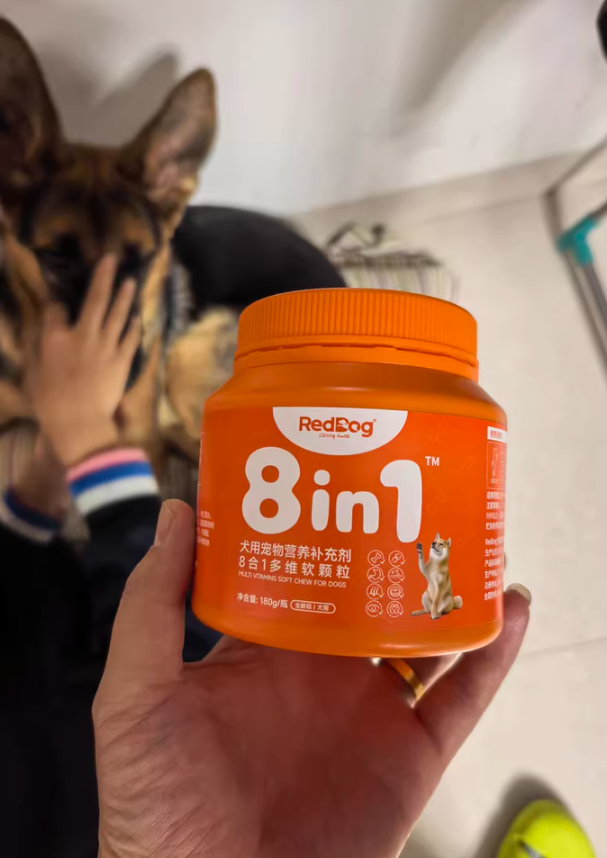 RedDog®
8in1™
犬用宠物营养补充剂
8合1多维软颗粒
MULTI VITAMINS SOFT CHEW FOR DOGS
净含量: 180g/瓶